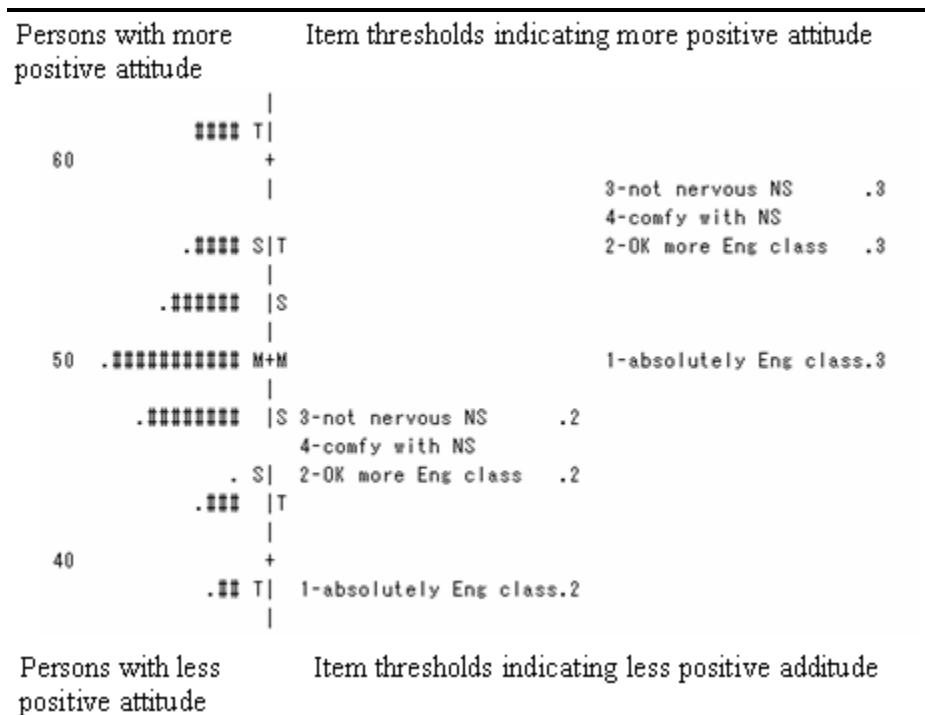 Persons with more Item thresholds indicating more positive attitude
positive attitude
|
#### T|
60 +
| 3-not nervous NS .3
4-comfy with NS
.#### S|T 2-OK more Eng class .3
|
.###### |S
|
50 .########### M+M 1-absolutely Eng class.3
|
.######## |S 3-not nervous NS .2
4-comfy with NS
. S| 2-OK more Eng class .2
.### |T
|
40 +
.## T| 1-absolutely Eng class.2
|
Persons with less Item thresholds indicating less positive additude
positive attitude